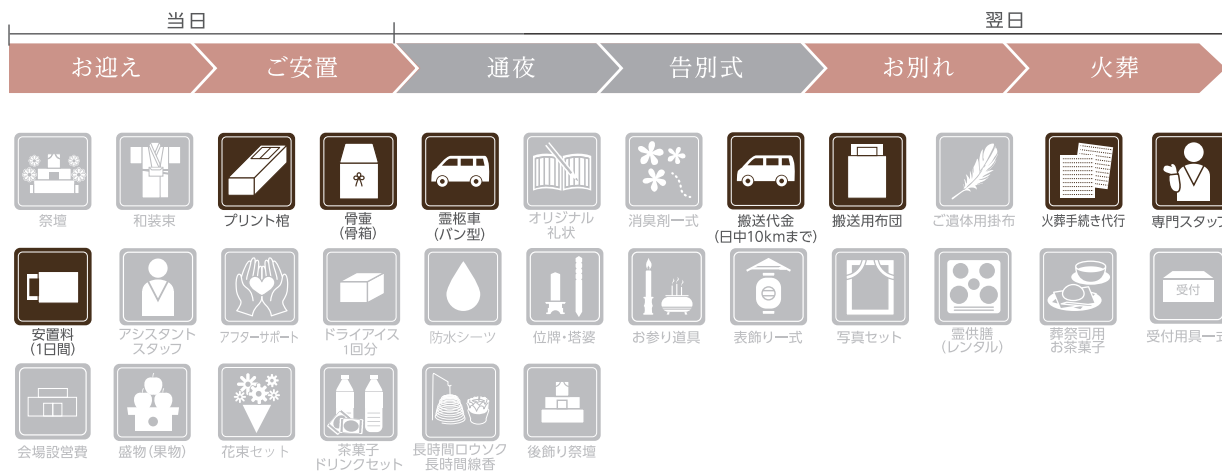 当日
翌日
お迎え
ご安置
通夜
告別式
お別れ
火葬
祭壇
和装束
プリント棺
骨壷
(骨箱)
霊柩車
(バン型)
オリジナル
礼状
消臭剤一式
搬送代金
(日中10kmまで)
搬送用布団
ご遺体用掛布
火葬手続き代行
専門スタッフ
安置料
(1日間)
アシスタント
スタッフ
アフターサポート
ドライアイス
1回分
防水シーツ
位牌・塔婆
お参り道具
表飾り一式
写真セット
霊供膳
(レンタル)
葬祭司用
お茶菓子
受付
受付用具一式
会場設営費
盛物(果物)
花束セット
茶菓子
ドリンクセット
長時間ロウソク
長時間線香
後飾り祭壇